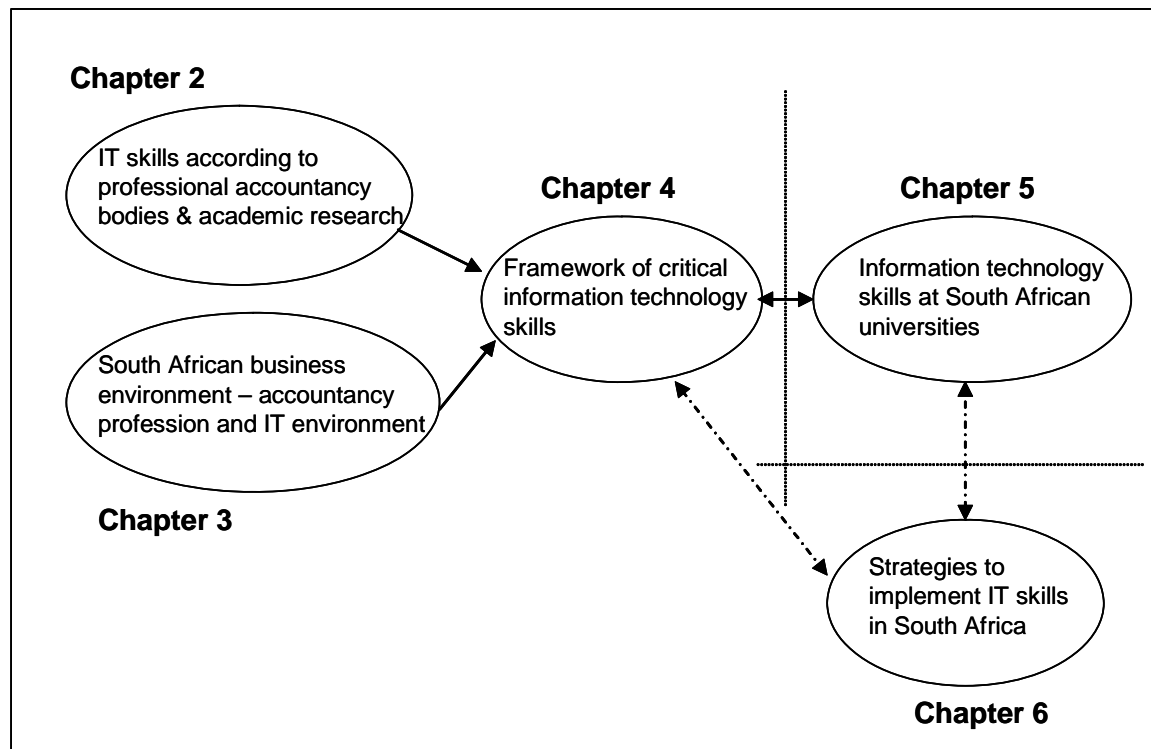 Chapter 2
IT skills according to
professional accountancy
bodies & academic research
South African business
environment – accountancy
profession and IT environment
Chapter 3
Chapter 4
Framework of critical
information technology
skills
Chapter 5
Information technology
skills at South African
universities
Strategies to
implement IT skills
in South Africa
Chapter 6